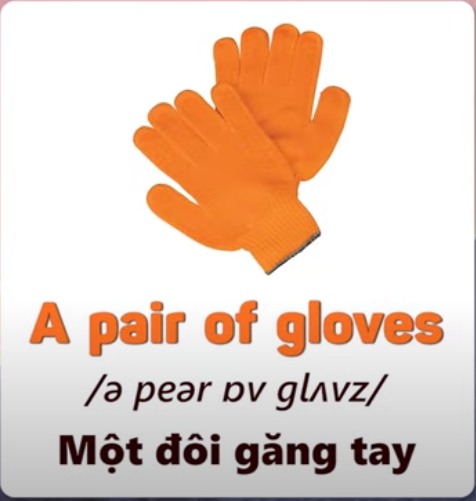 A pair of gloves
/ə peər ɒv glʌvz/
Một đôi găng tay